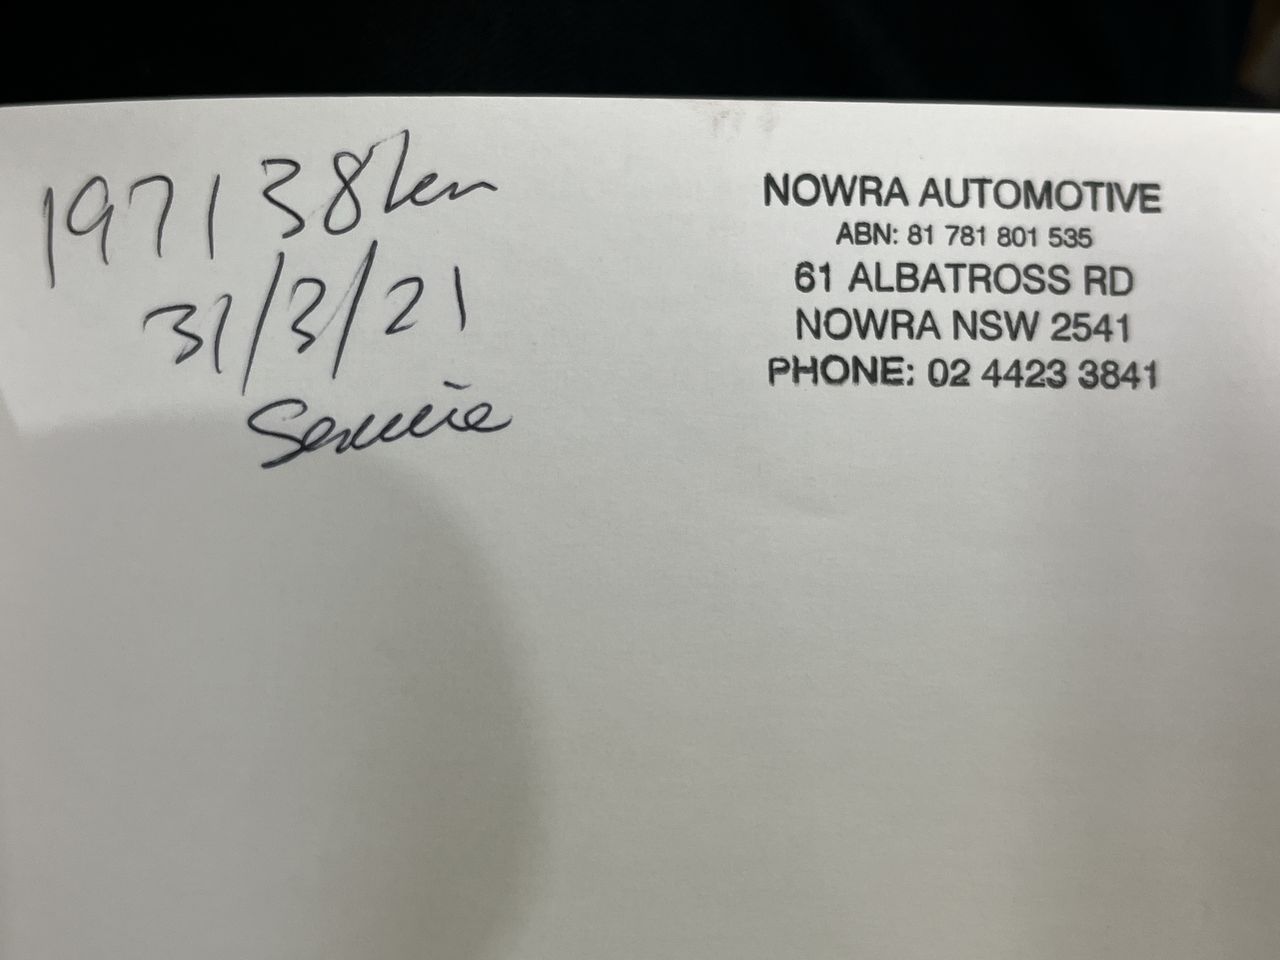 197138km
31/3/21
Service
NOWRA AUTOMOTIVE
ABN: 81 781 801 535
61 ALBATROSS RD
NOWRA NSW 2541
PHONE: 02 4423 3841